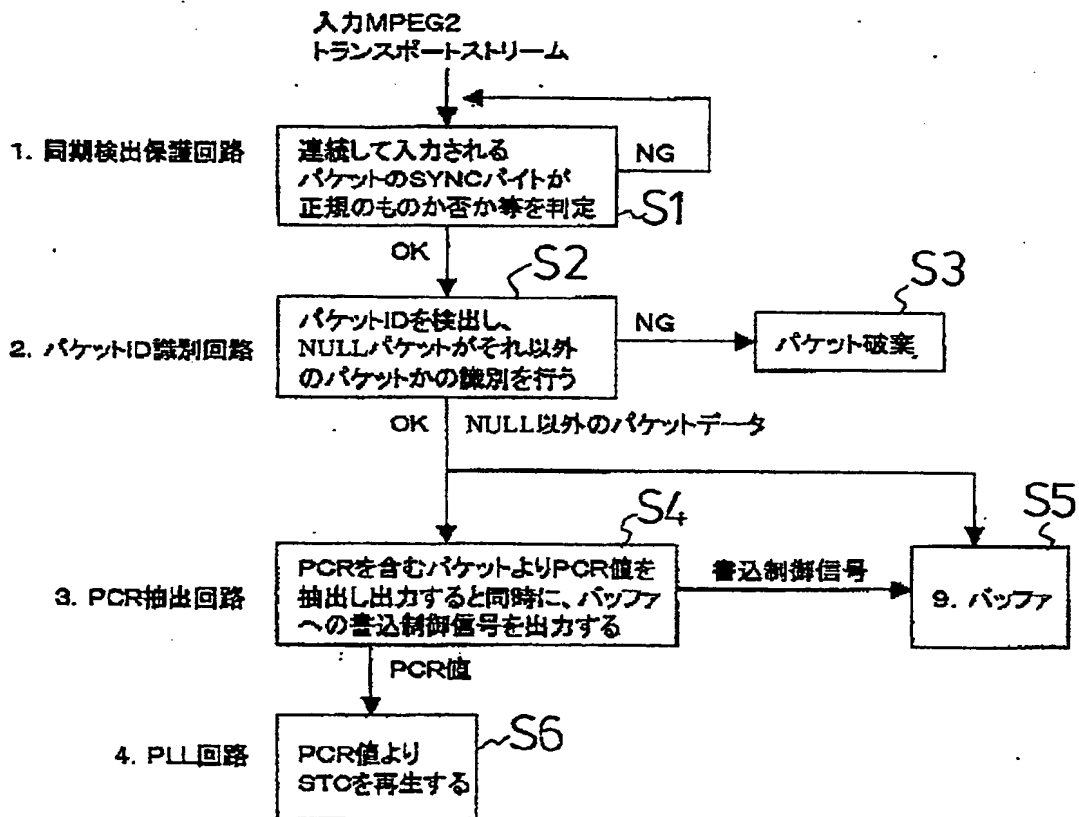 入力MPEG2
トランスポートストリーム
1. 同期検出保護回路
連続して入力される
パケットのSYNCバイトが
正規のものか否か等を判定
NG
S1
OK
S2
S3
2. パケットID識別回路
パケットIDを検出し、
NULLパケットがそれ以外
のパケットかの識別を行う
NG
パケット破棄
OK
NULL以外のパケットデータ
S4
S5
3. PCR抽出回路
PCRを含むパケットよりPCR値を
抽出し出力すると同時に、バッファ
への書込制御信号を出力する
書込制御信号
9. バッファ
PCR値
4. PLL回路
PCR値より
STCを再生する
S6